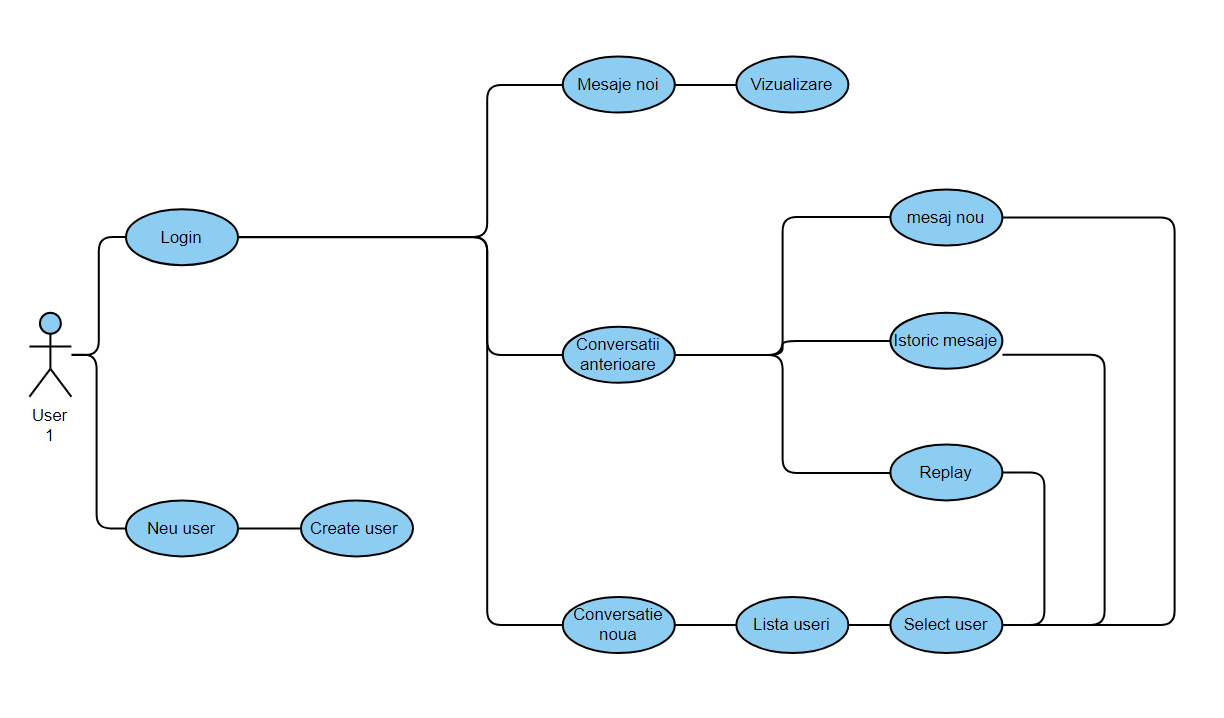 Mesaje noi
Vizualizare
mesaj nou
Login
Conversatii
anterioare
Istoric mesaje
User
1
Replay
Neu user
Create user
Conversatie
noua
Lista useri
Select user